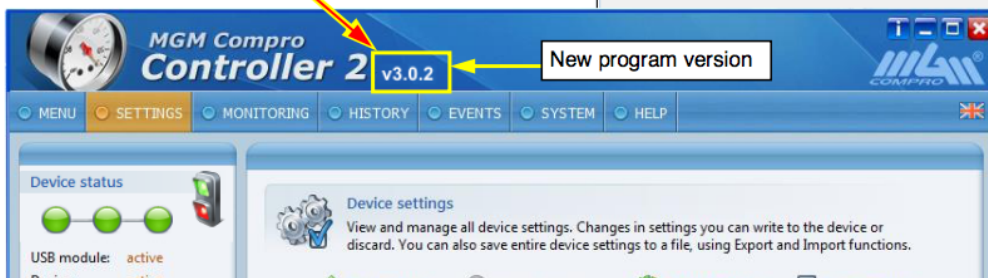 MGM Compro
Controller 2 v3.0.2
New program version
mgm®
COMPRO
MENU SETTINGS MONITORING HISTORY EVENTS SYSTEM HELP
Device status
USB module: active
Device settings
View and manage all device settings. Changes in settings you can write to the device or
discard. You can also save entire device settings to a file, using Export and Import functions.